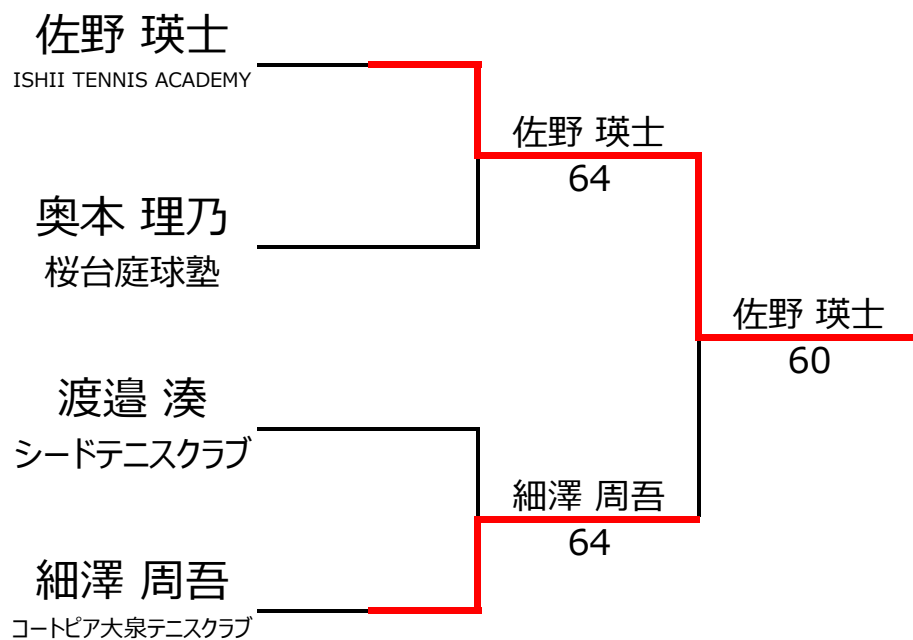 佐野 瑛士
ISHII TENNIS ACADEMY
佐野 瑛士
64
奥本 理乃
桜台庭球塾
佐野 瑛士
60
渡邉 湊
シードテニスクラブ
細澤 周吾
64
細澤 周吾
コートピア大泉テニスクラブ